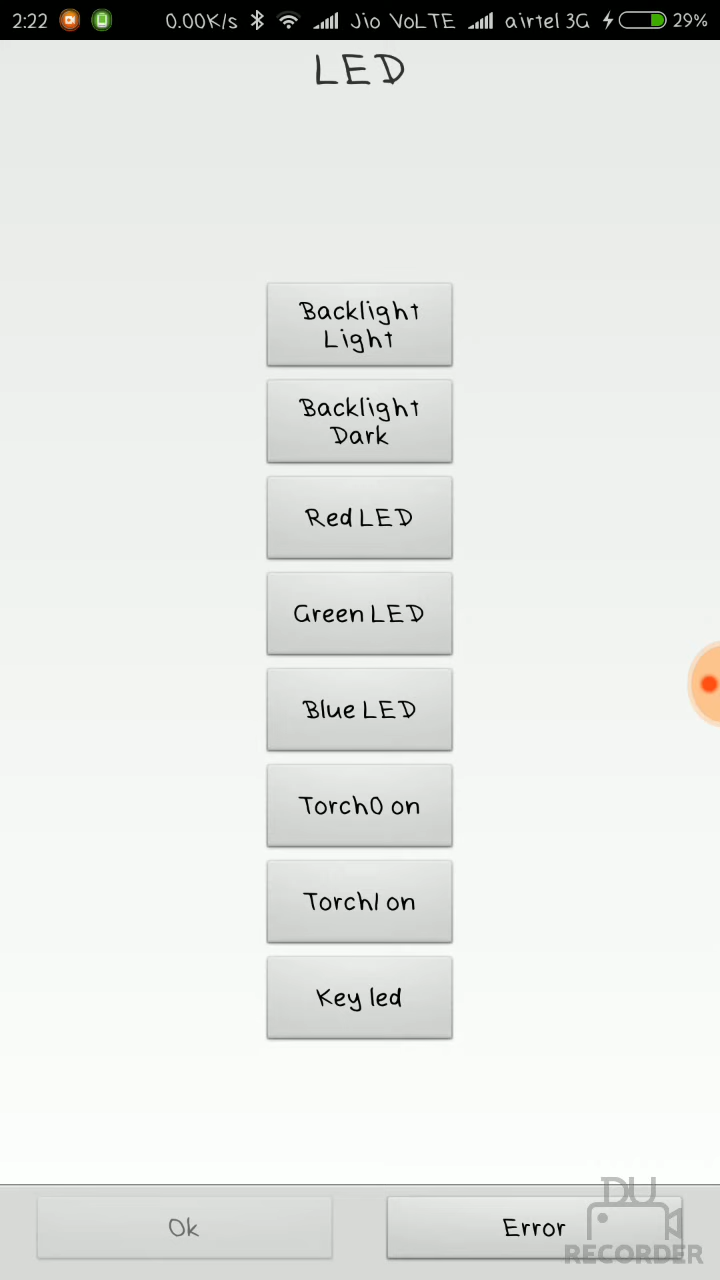 2:22 0.00K/s Jio VoLTE airtel 3G 29%
LED
Backlight
Light
Backlight
Dark
Red LED
Green LED
Blue LED
Torch0 on
Torch1 on
Key led
Ok
Error
DU
RECORDER